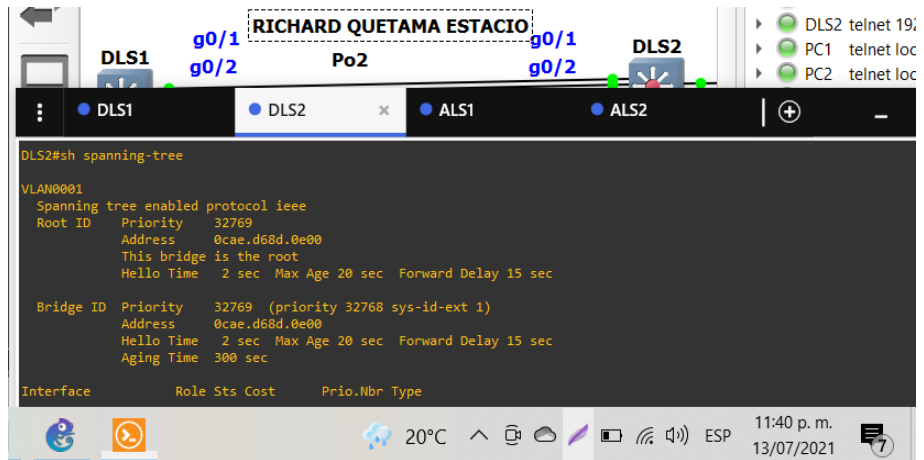 RICHARD QUETAMA ESTACIO
g0/1
g0/1
DLS1
Po2
DLS2
g0/2
g0/2
DLS2 telnet 192
PC1 telnet loc
PC2 telnet loc
DLS1
DLS2
ALS1
ALS2
DLS2#sh spanning-tree
VLAN0001
Spanning tree enabled protocol ieee
Root ID Priority 32769
Address 0cae.d68d.0e00
This bridge is the root
Hello Time 2 sec Max Age 20 sec Forward Delay 15 sec
Bridge ID Priority 32769 (priority 32768 sys-id-ext 1)
Address 0cae.d68d.0e00
Hello Time 2 sec Max Age 20 sec Forward Delay 15 sec
Aging Time 300 sec
Interface Role Sts Cost Prio.Nbr Type
20°C
ESP
11:40 p. m.
13/07/2021
7